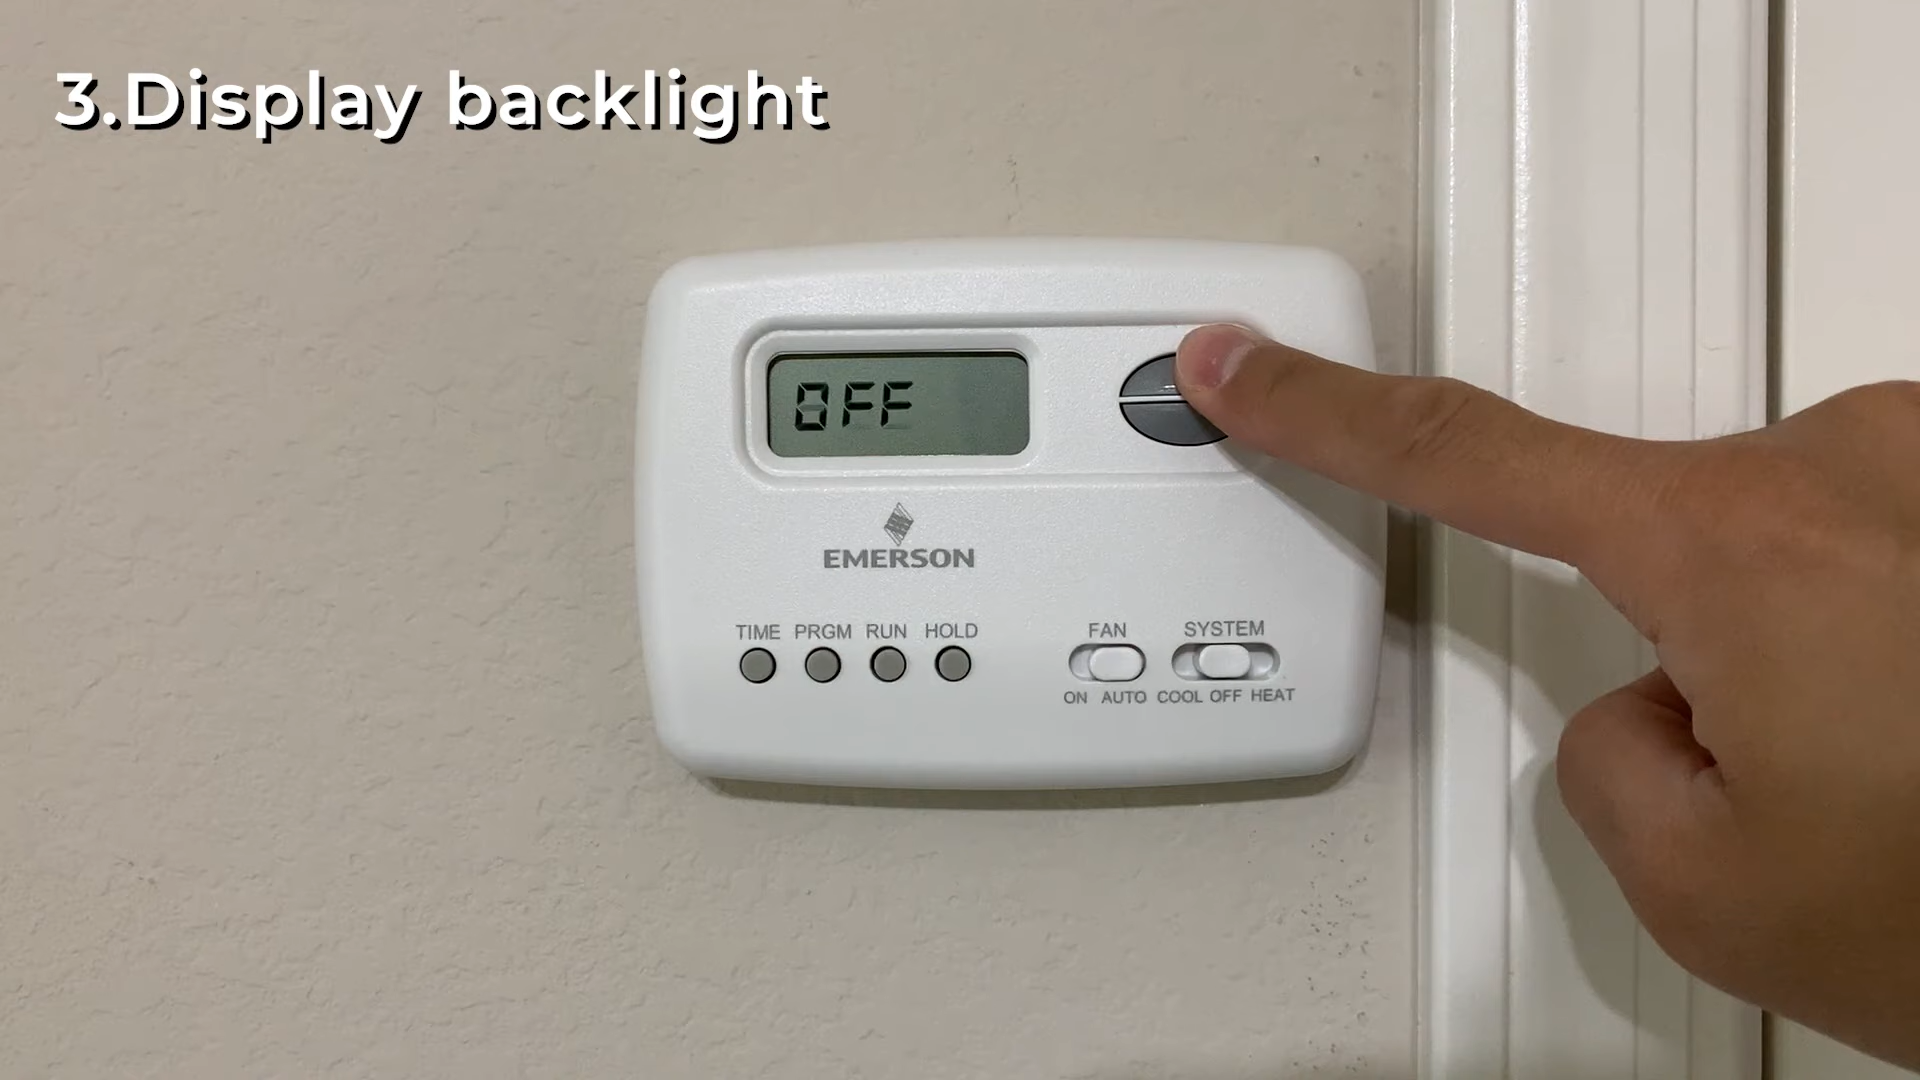 3.Display backlight
OFF
EMERSON
TIME PRGM RUN HOLD
FAN SYSTEM
ON AUTO COOL OFF HEAT